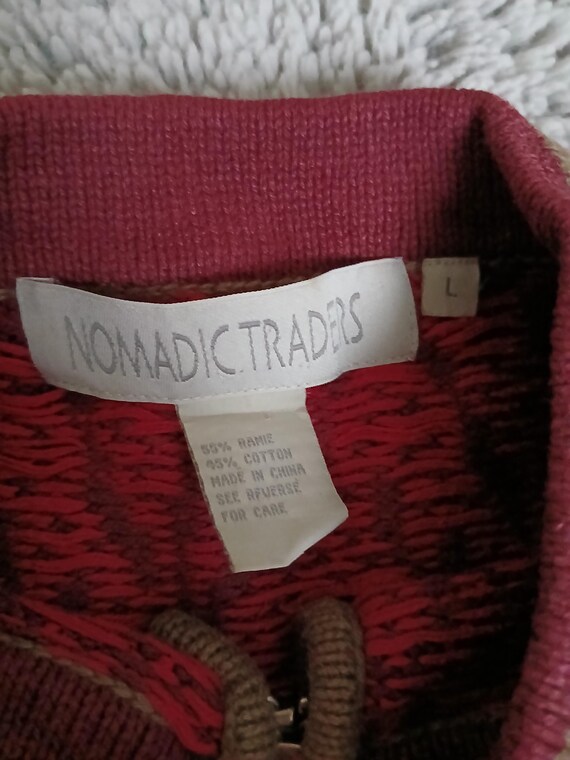 NOMADIC TRADERS
L
55% RAMIE
45% COTTON
MADE IN CHINA
SEE REVERSE
FOR CARE